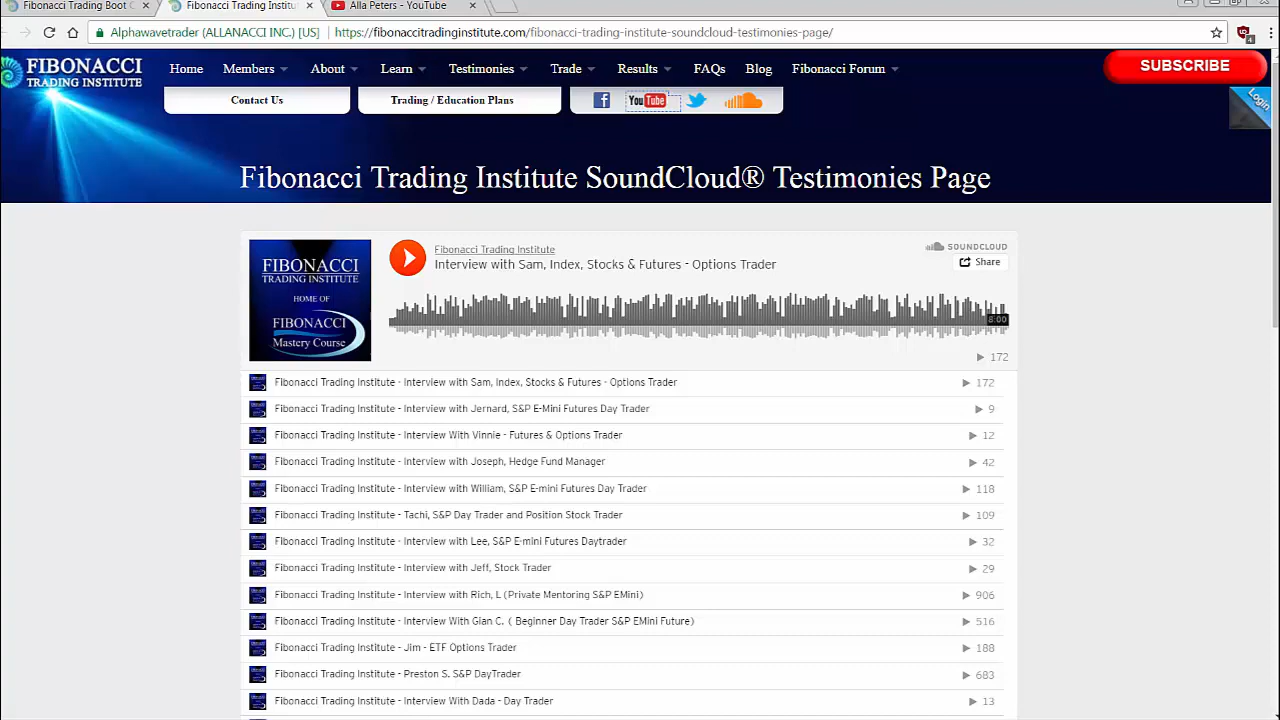 Fibonacci Trading Boot C
Fibonacci Trading Institu
Alla Peters - YouTube
Alphawavetrader (ALLANACCI INC.) [US] https://fibonaccitradinginstitute.com/fibonacci-trading-institute-soundcloud-testimonies-page/
4
FIBONACCI
TRADING INSTITUTE
Home Members About Learn Testimonies Trade Results FAQs Blog Fibonacci Forum
SUBSCRIBE
Contact Us Trading / Education Plans You Tube
Login
Fibonacci Trading Institute SoundCloud® Testimonies Page
FIBONACCI
TRADING INSTITUTE
HOME OF
FIBONACCI
Mastery Course
Fibonacci Trading Institute
Interview with Sam, Index, Stocks & Futures - Options Trader
SOUNDCLOUD
Share
8:00
172
Fibonacci Trading Institute - Interview with Sam, Index, Stocks & Futures - Options Trader 172
Fibonacci Trading Institute - Interview with Jernard, S&P E-Mini Futures Day Trader 9
Fibonacci Trading Institute - Interview With Vinnie - Futures & Options Trader 12
Fibonacci Trading Institute - Interview with Joseph, Hedge Fund Manager 42
Fibonacci Trading Institute - Interview with William, S&P E-mini Futures Day Trader 118
Fibonacci Trading Institute - Tachi, S&P Day Trader and Position Stock Trader 109
Fibonacci Trading Institute - Interview with Lee, S&P E-mini Futures Daytrader 32
Fibonacci Trading Institute - Interview with Jeff, Stock Trader 29
Fibonacci Trading Institute - Interview with Rich, L (Private Mentoring S&P EMini) 906
Fibonacci Trading Institute - Interview With Gian C, ( Beginner Day Trader S&P EMini Futures) 516
Fibonacci Trading Institute - Jim ETF Options Trader 188
Fibonacci Trading Institute - Preston S. S&P DayTrader 683
Fibonacci Trading Institute - Interview With Dada - Day Trader 13